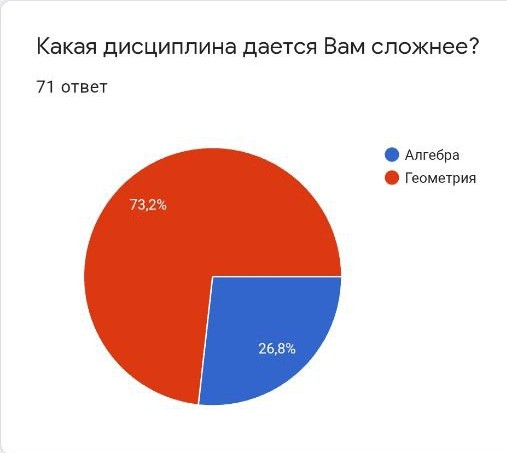 Какая дисциплина дается Вам сложнее?
71 ответ
Алгебра
Геометрия
73,2%
26,8%